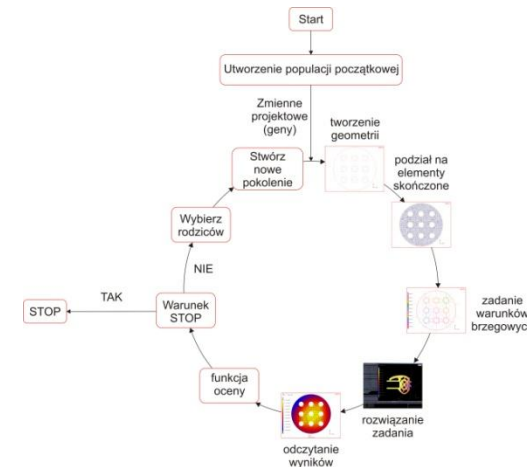 Start
Utworzenie populacji początkowej
Zmienne
projektowe
(geny)
tworzenie
geometrii
Stwórz
nowe
pokolenie
podział na
elementy
skończone
Wybierz
rodziców
NIE
TAK
STOP
Warunek
STOP
zadanie
warunków
brzegowyc
funkcja
oceny
rozwiązanie
zadania
odczytanie
wyników